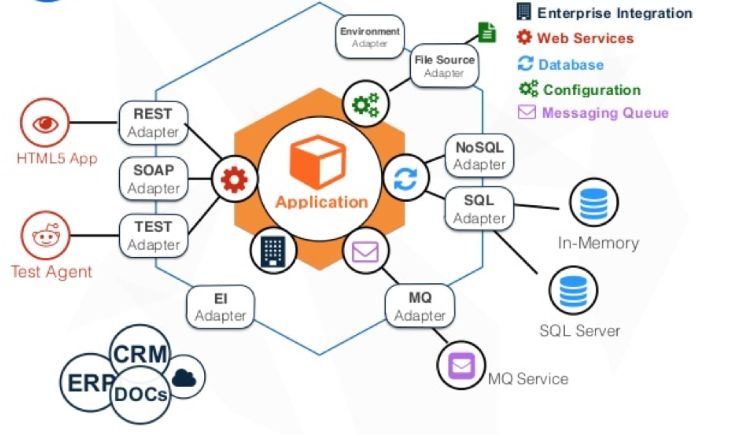 Enterprise Integration
Web Services
Database
Configuration
Messaging Queue
Environment
Adapter
File Source
Adapter
REST
Adapter
HTML5 App
SOAP
Adapter
TEST
Adapter
Test Agent
Application
NoSQL
Adapter
SQL
Adapter
In-Memory
SQL Server
EI
Adapter
MQ
Adapter
MQ Service
CRM
ERP
DOCs